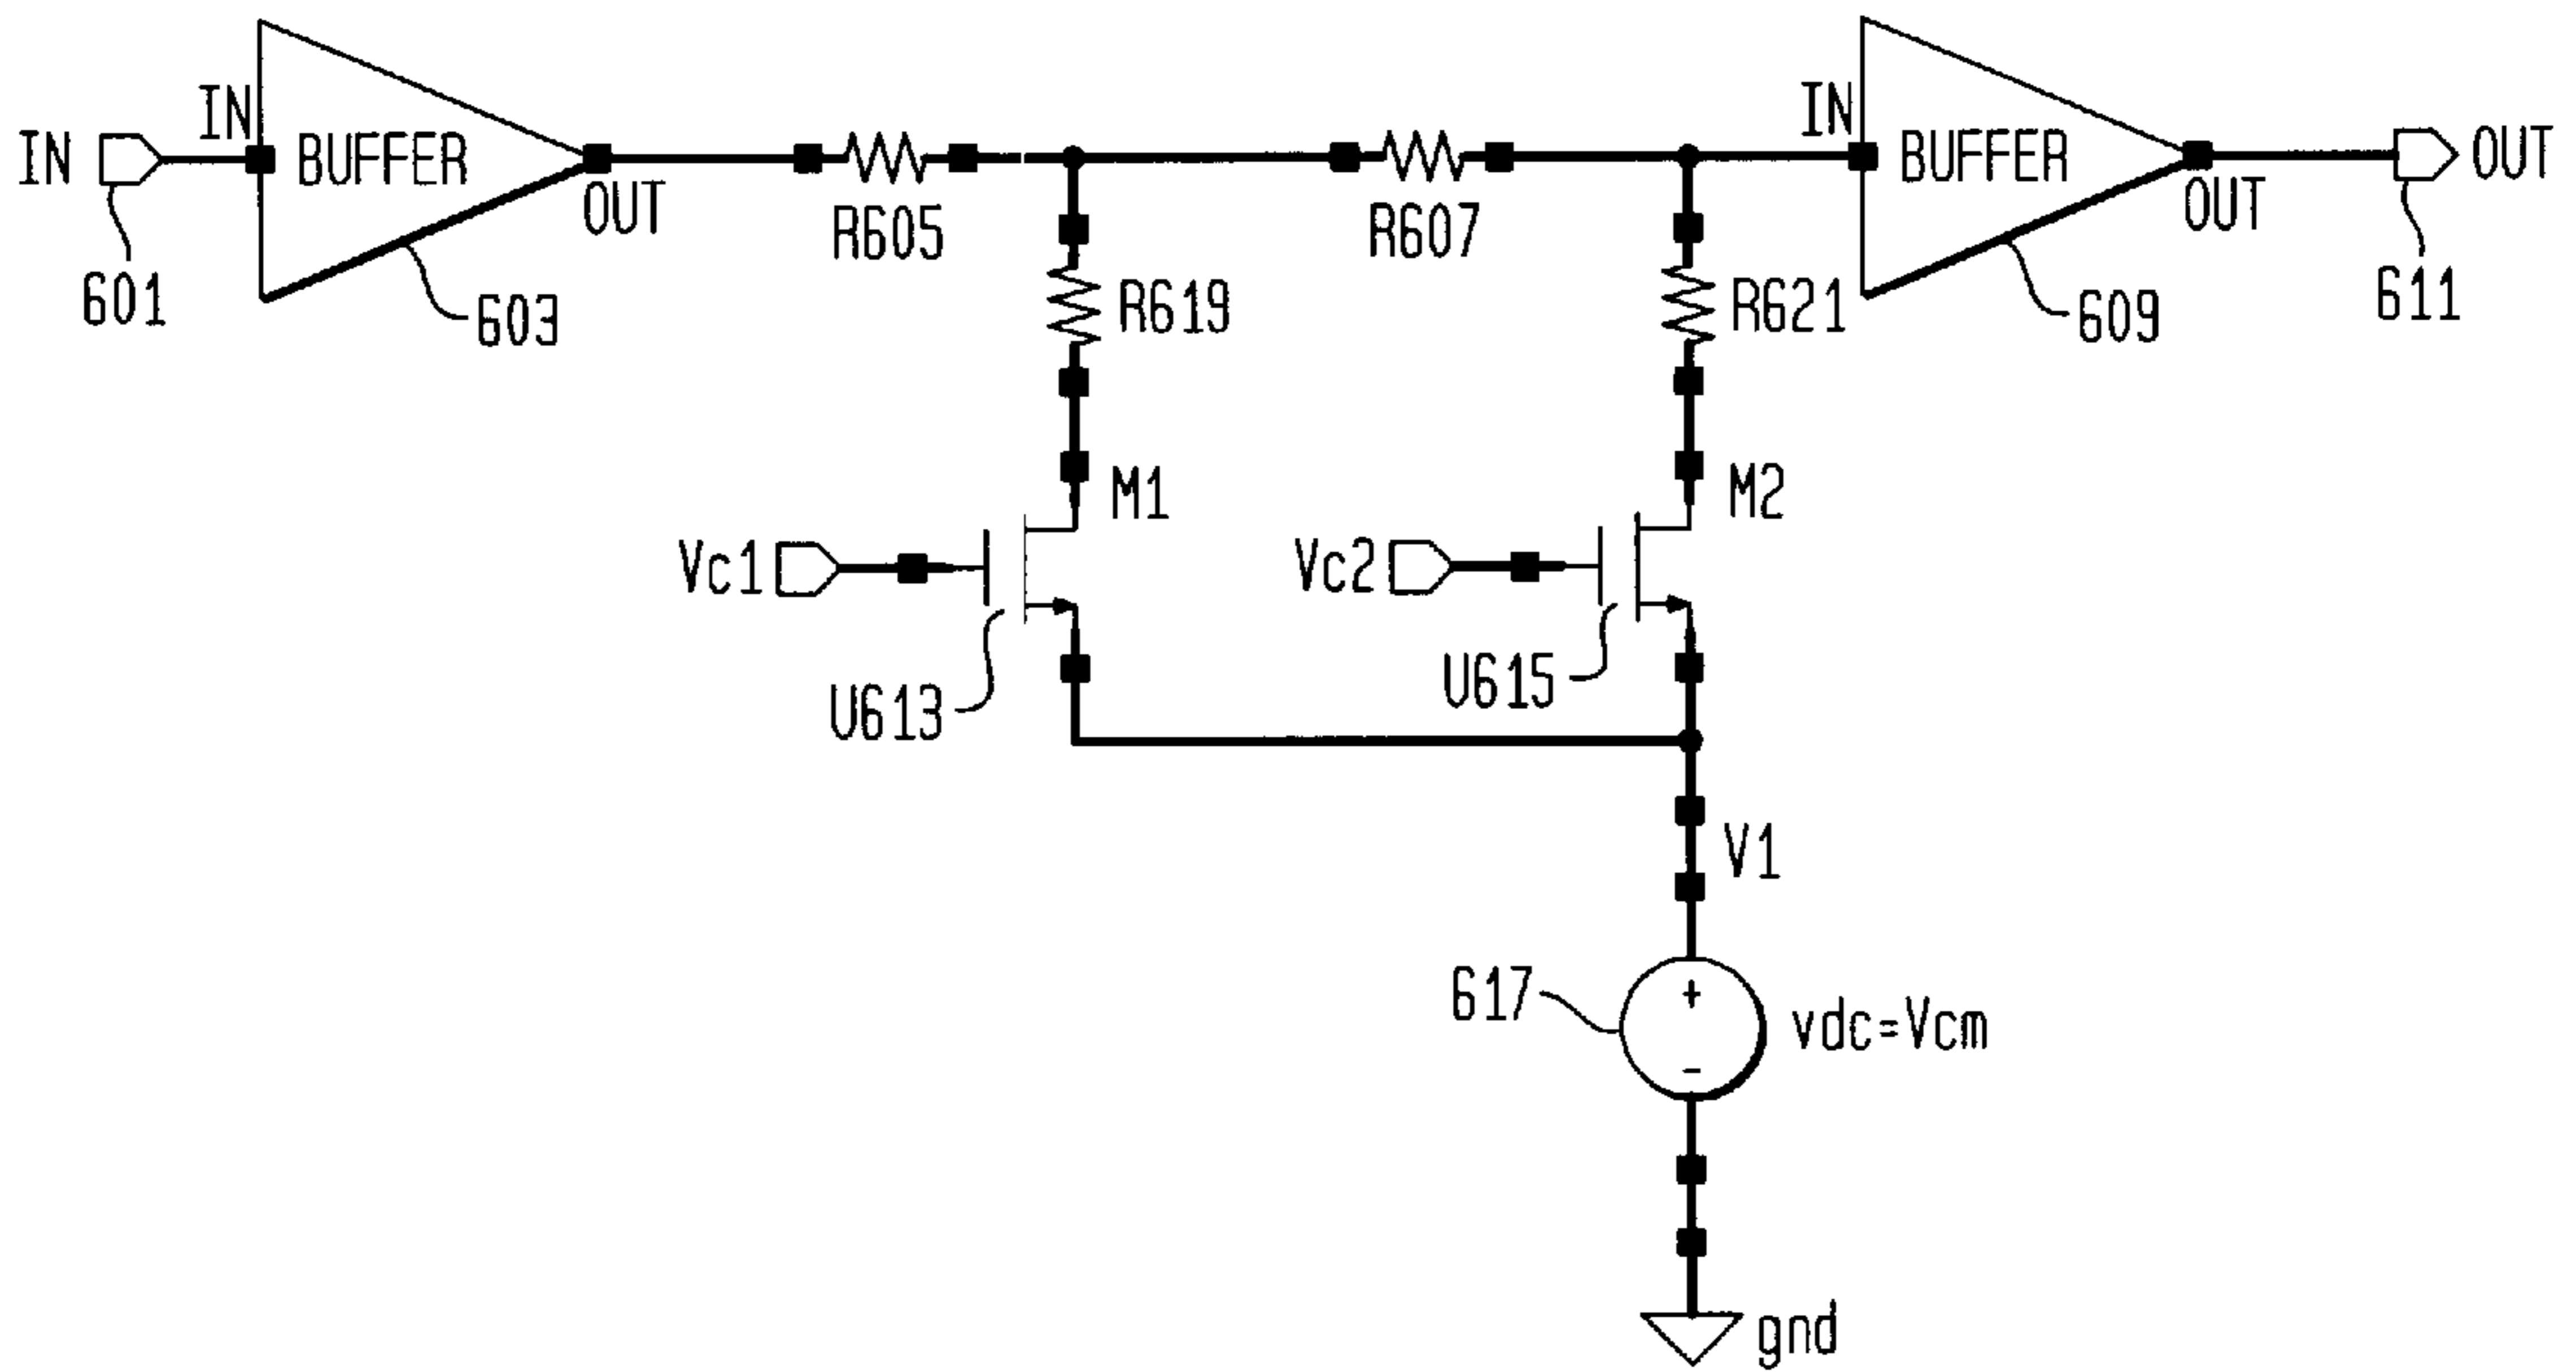 IN
601
IN
BUFFER
OUT
603
R605
R607
R619
R621
IN
BUFFER
OUT
609
OUT
611
M1
Vc1
U613
M2
Vc2
U615
V1
617
+
-
vdc=Vcm
gnd